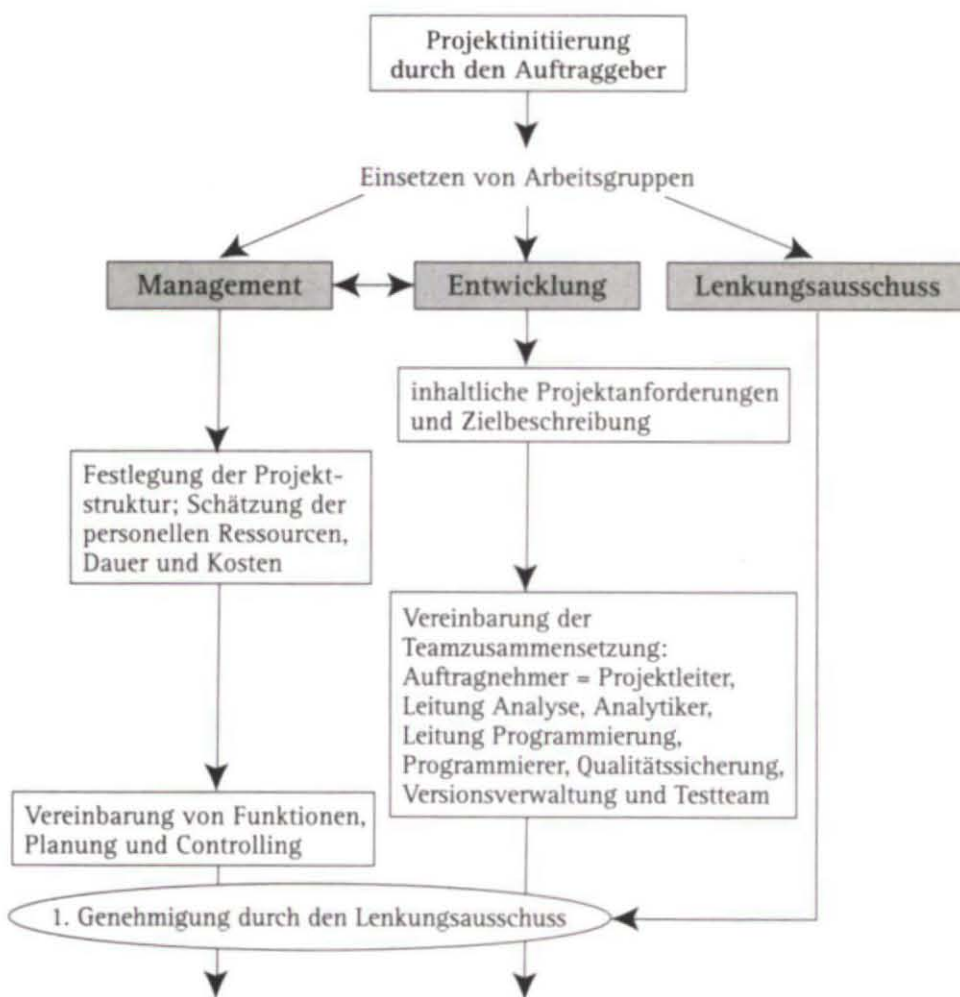 Projektinitiierung
durch den Auftraggeber
Einsetzen von Arbeitsgruppen
Management
Entwicklung
Lenkungsausschuss
inhaltliche Projektanforderungen
und Zielbeschreibung
Festlegung der Projekt-
struktur; Schätzung der
personellen Ressourcen,
Dauer und Kosten
Vereinbarung der
Teamzusammensetzung:
Auftragnehmer = Projektleiter,
Leitung Analyse, Analytiker,
Leitung Programmierung,
Programmierer, Qualitätssicherung,
Versionsverwaltung und Testteam
Vereinbarung von Funktionen,
Planung und Controlling
1. Genehmigung durch den Lenkungsausschuss